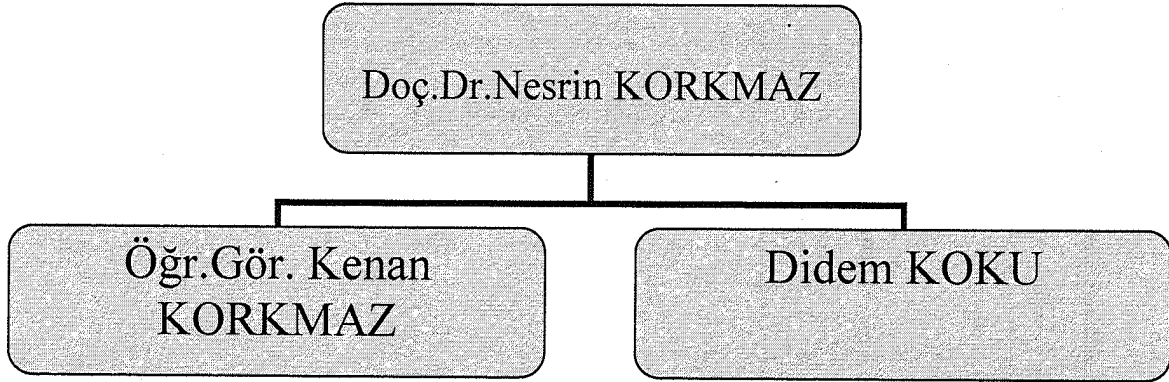 Doç.Dr.Nesrin KORKMAZ
Öğr.Gör. Kenan
KORKMAZ
Didem KOKU